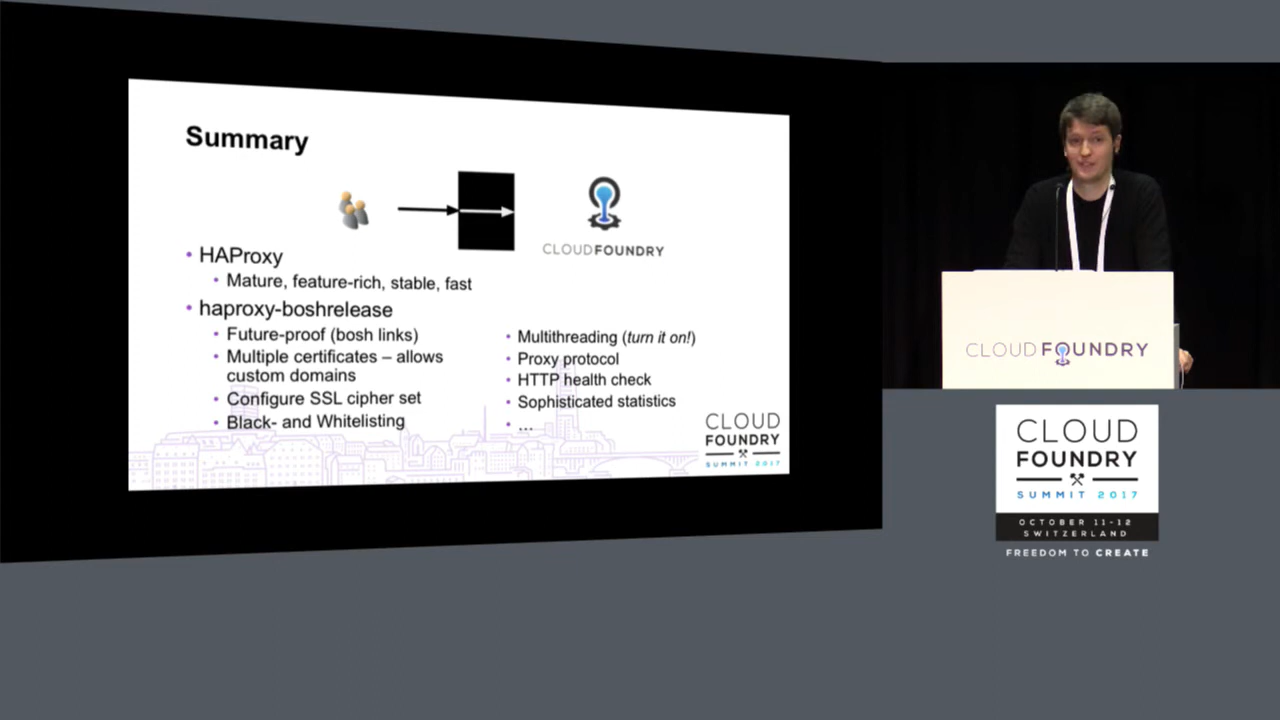 Summary
CLOUDFOUNDRY
• HAProxy
• Mature, feature-rich, stable, fast
• haproxy-boshrelease
• Future-proof (bosh links)
• Multiple certificates – allows
custom domains
• Configure SSL cipher set
• Black- and Whitelisting
• Multithreading (turn it on!)
• Proxy protocol
• HTTP health check
• Sophisticated statistics
• ...
CLOUD
FOUNDRY
SUMMIT 2017
CLOUDFOUNDRY
CLOUD
FOUNDRY
SUMMIT 2017
OCTOBER 11-12
SWITZERLAND
FREEDOM TO CREATE